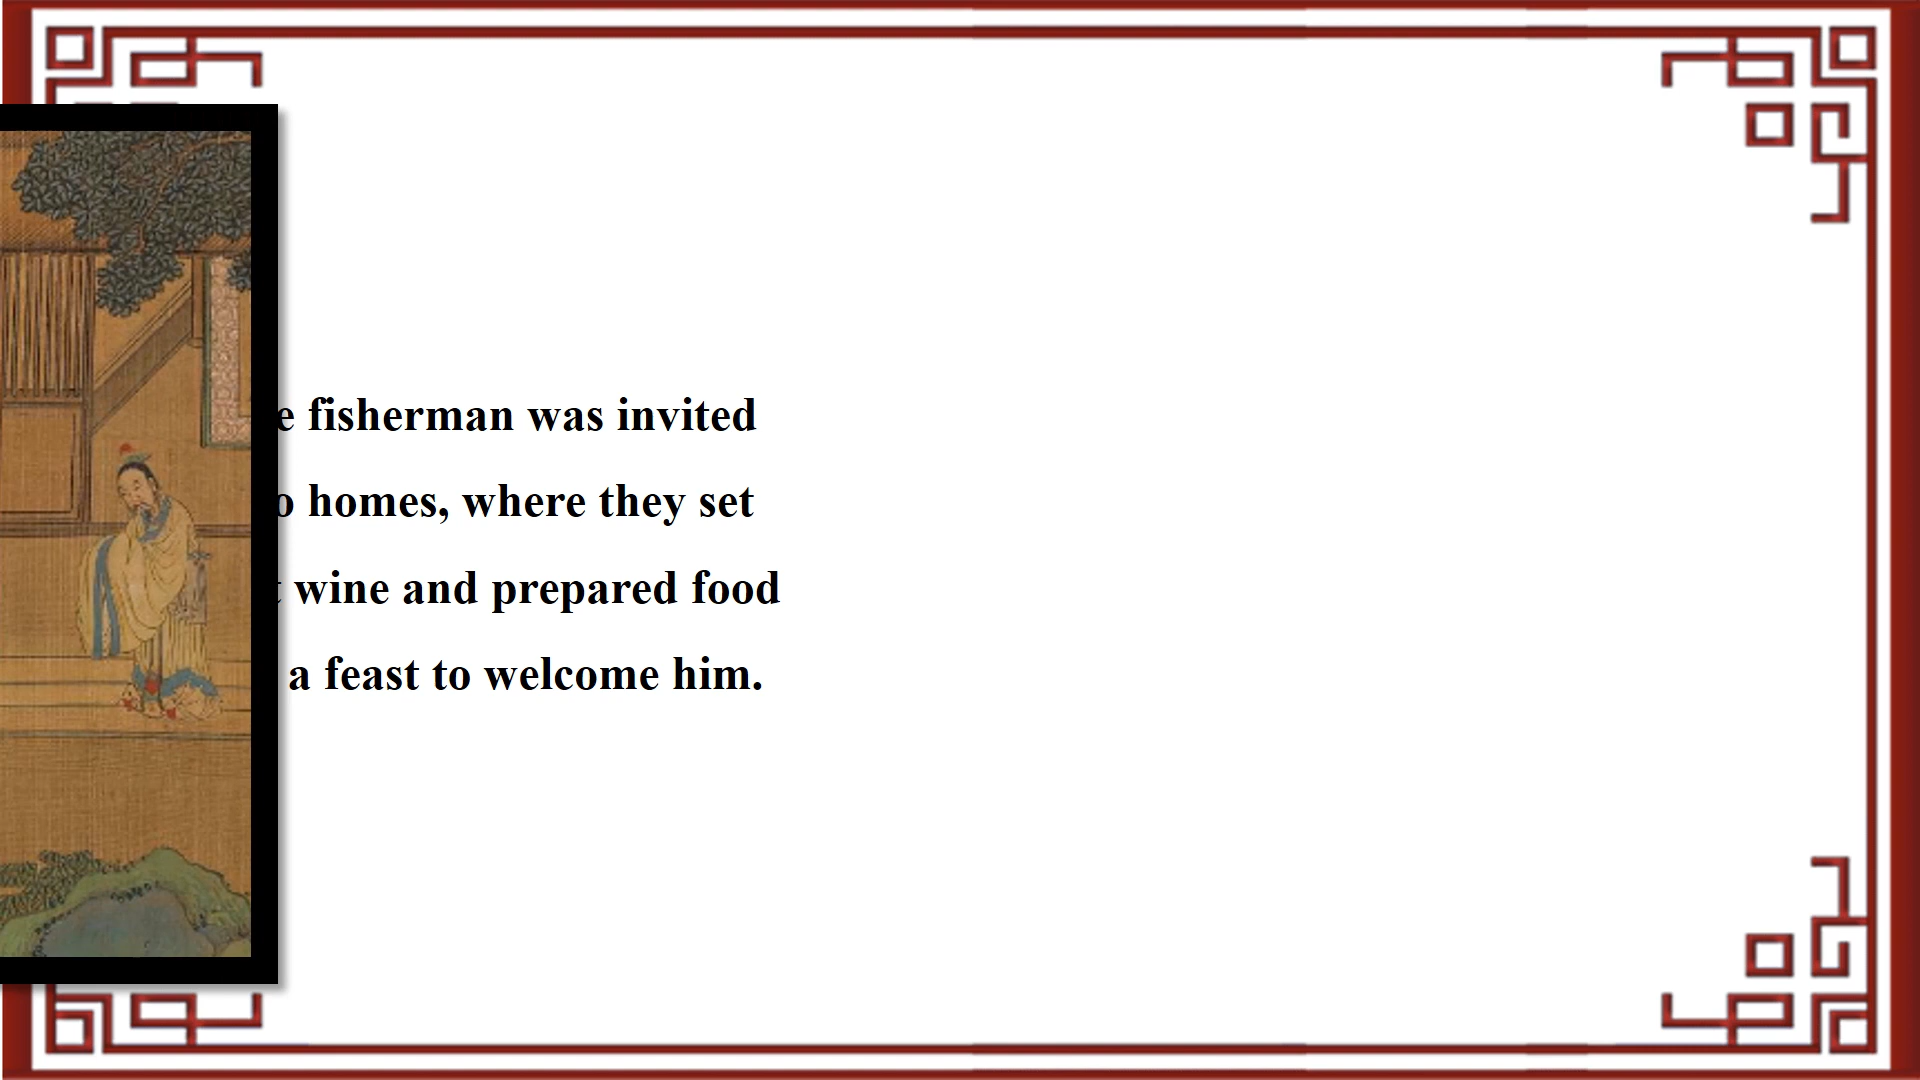 fisherman was invited
homes, where they set
wine and prepared food
a feast to welcome him.